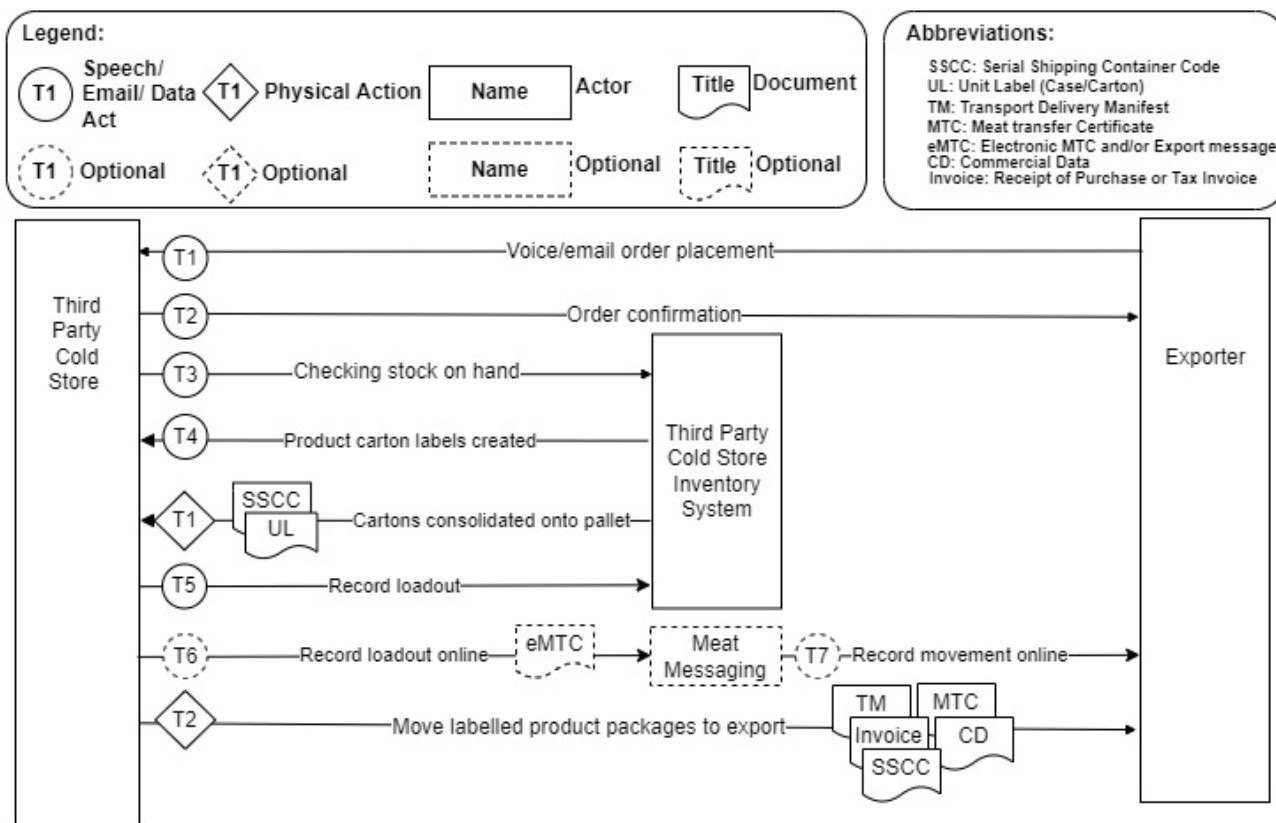 Legend:
T1
Speech/
Email/ Data
Act
T1
Physical Action
Name
Actor
Title
Document
T1
Optional
T1
Optional
Name
Optional
Title
Optional
Abbreviations:
SSCC: Serial Shipping Container Code
UL: Unit Label (Case/Carton)
TM: Transport Delivery Manifest
MTC: Meat transfer Certificate
eMTC: Electronic MTC and/or Export message
CD: Commercial Data
Invoice: Receipt of Purchase or Tax Invoice
Third
Party
Cold
Store
Exporter
T1
Voice/email order placement
T2
Order confirmation
T3
Checking stock on hand
T4
Product carton labels created
Third Party
Cold Store
Inventory
System
T1
SSCC
UL
Cartons consolidated onto pallet
T5
Record loadout
T6
Record loadout online
eMTC
Meat
Messaging
T7
Record movement online
T2
Move labelled product packages to export
TM
MTC
Invoice
CD
SSCC